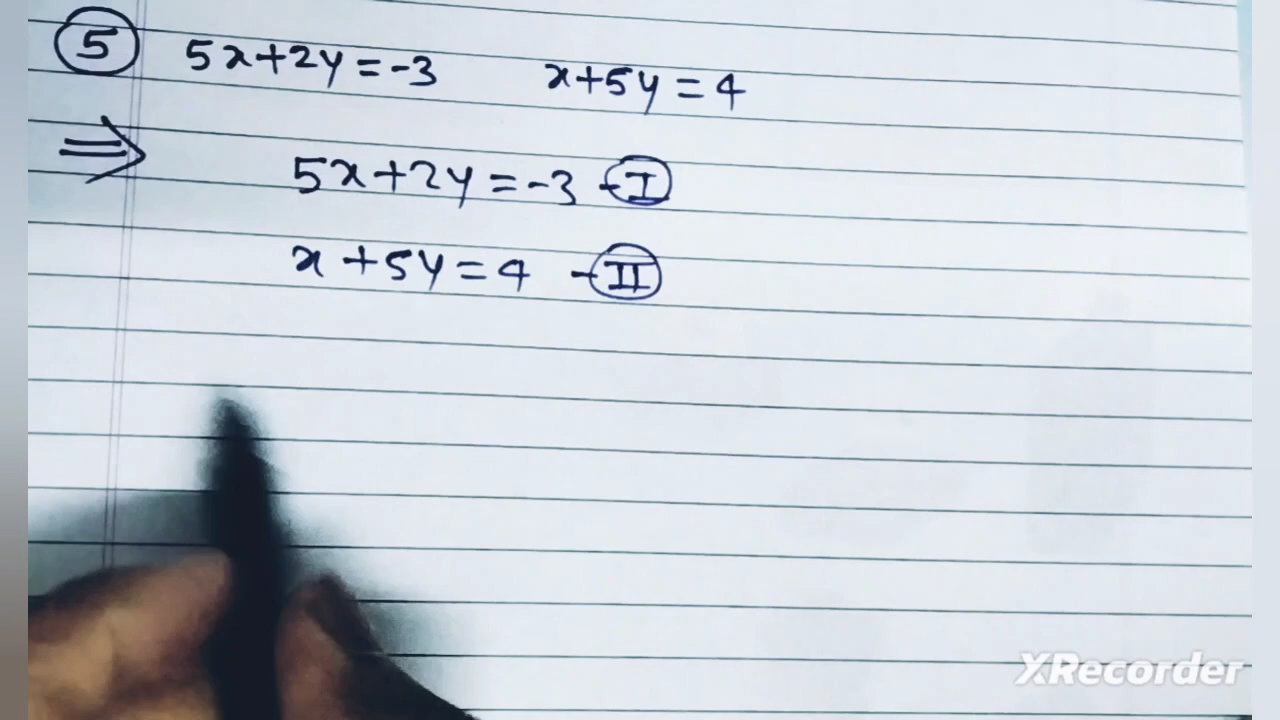 ⑤ 5x+2y=-3 x+5y=4
⇒ 5x+2y=-3 -Ⓘ
x+5y=4 -(II)
XRecorder